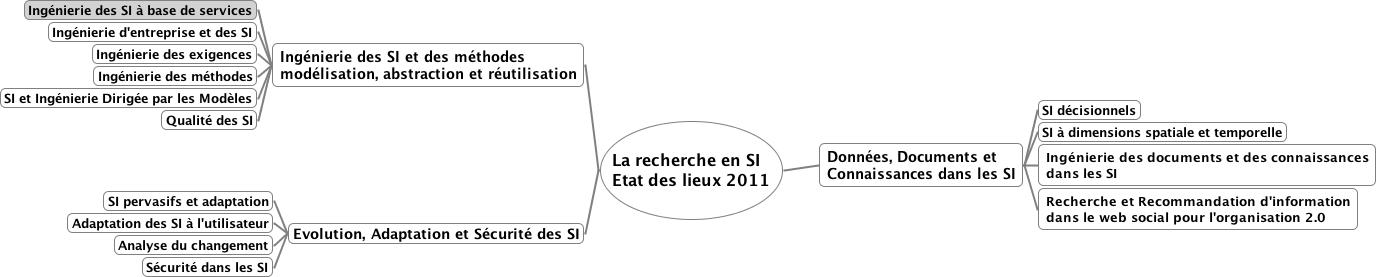 Ingénierie des SI à base de services
Ingénierie d'entreprise et des SI
Ingénierie des exigences
Ingénierie des méthodes
SI et Ingénierie Dirigée par les Modèles
Qualité des SI
Ingénierie des SI et des méthodes
modélisation, abstraction et réutilisation
SI pervasifs et adaptation
Adaptation des SI à l'utilisateur
Analyse du changement
Sécurité dans les SI
Evolution, Adaptation et Sécurité des SI
La recherche en SI
Etat des lieux 2011
Données, Documents et
Connaissances dans les SI
SI décisionnels
SI à dimensions spatiale et temporelle
Ingénierie des documents et des connaissances
dans les SI
Recherche et Recommandation d'information
dans le web social pour l'organisation 2.0